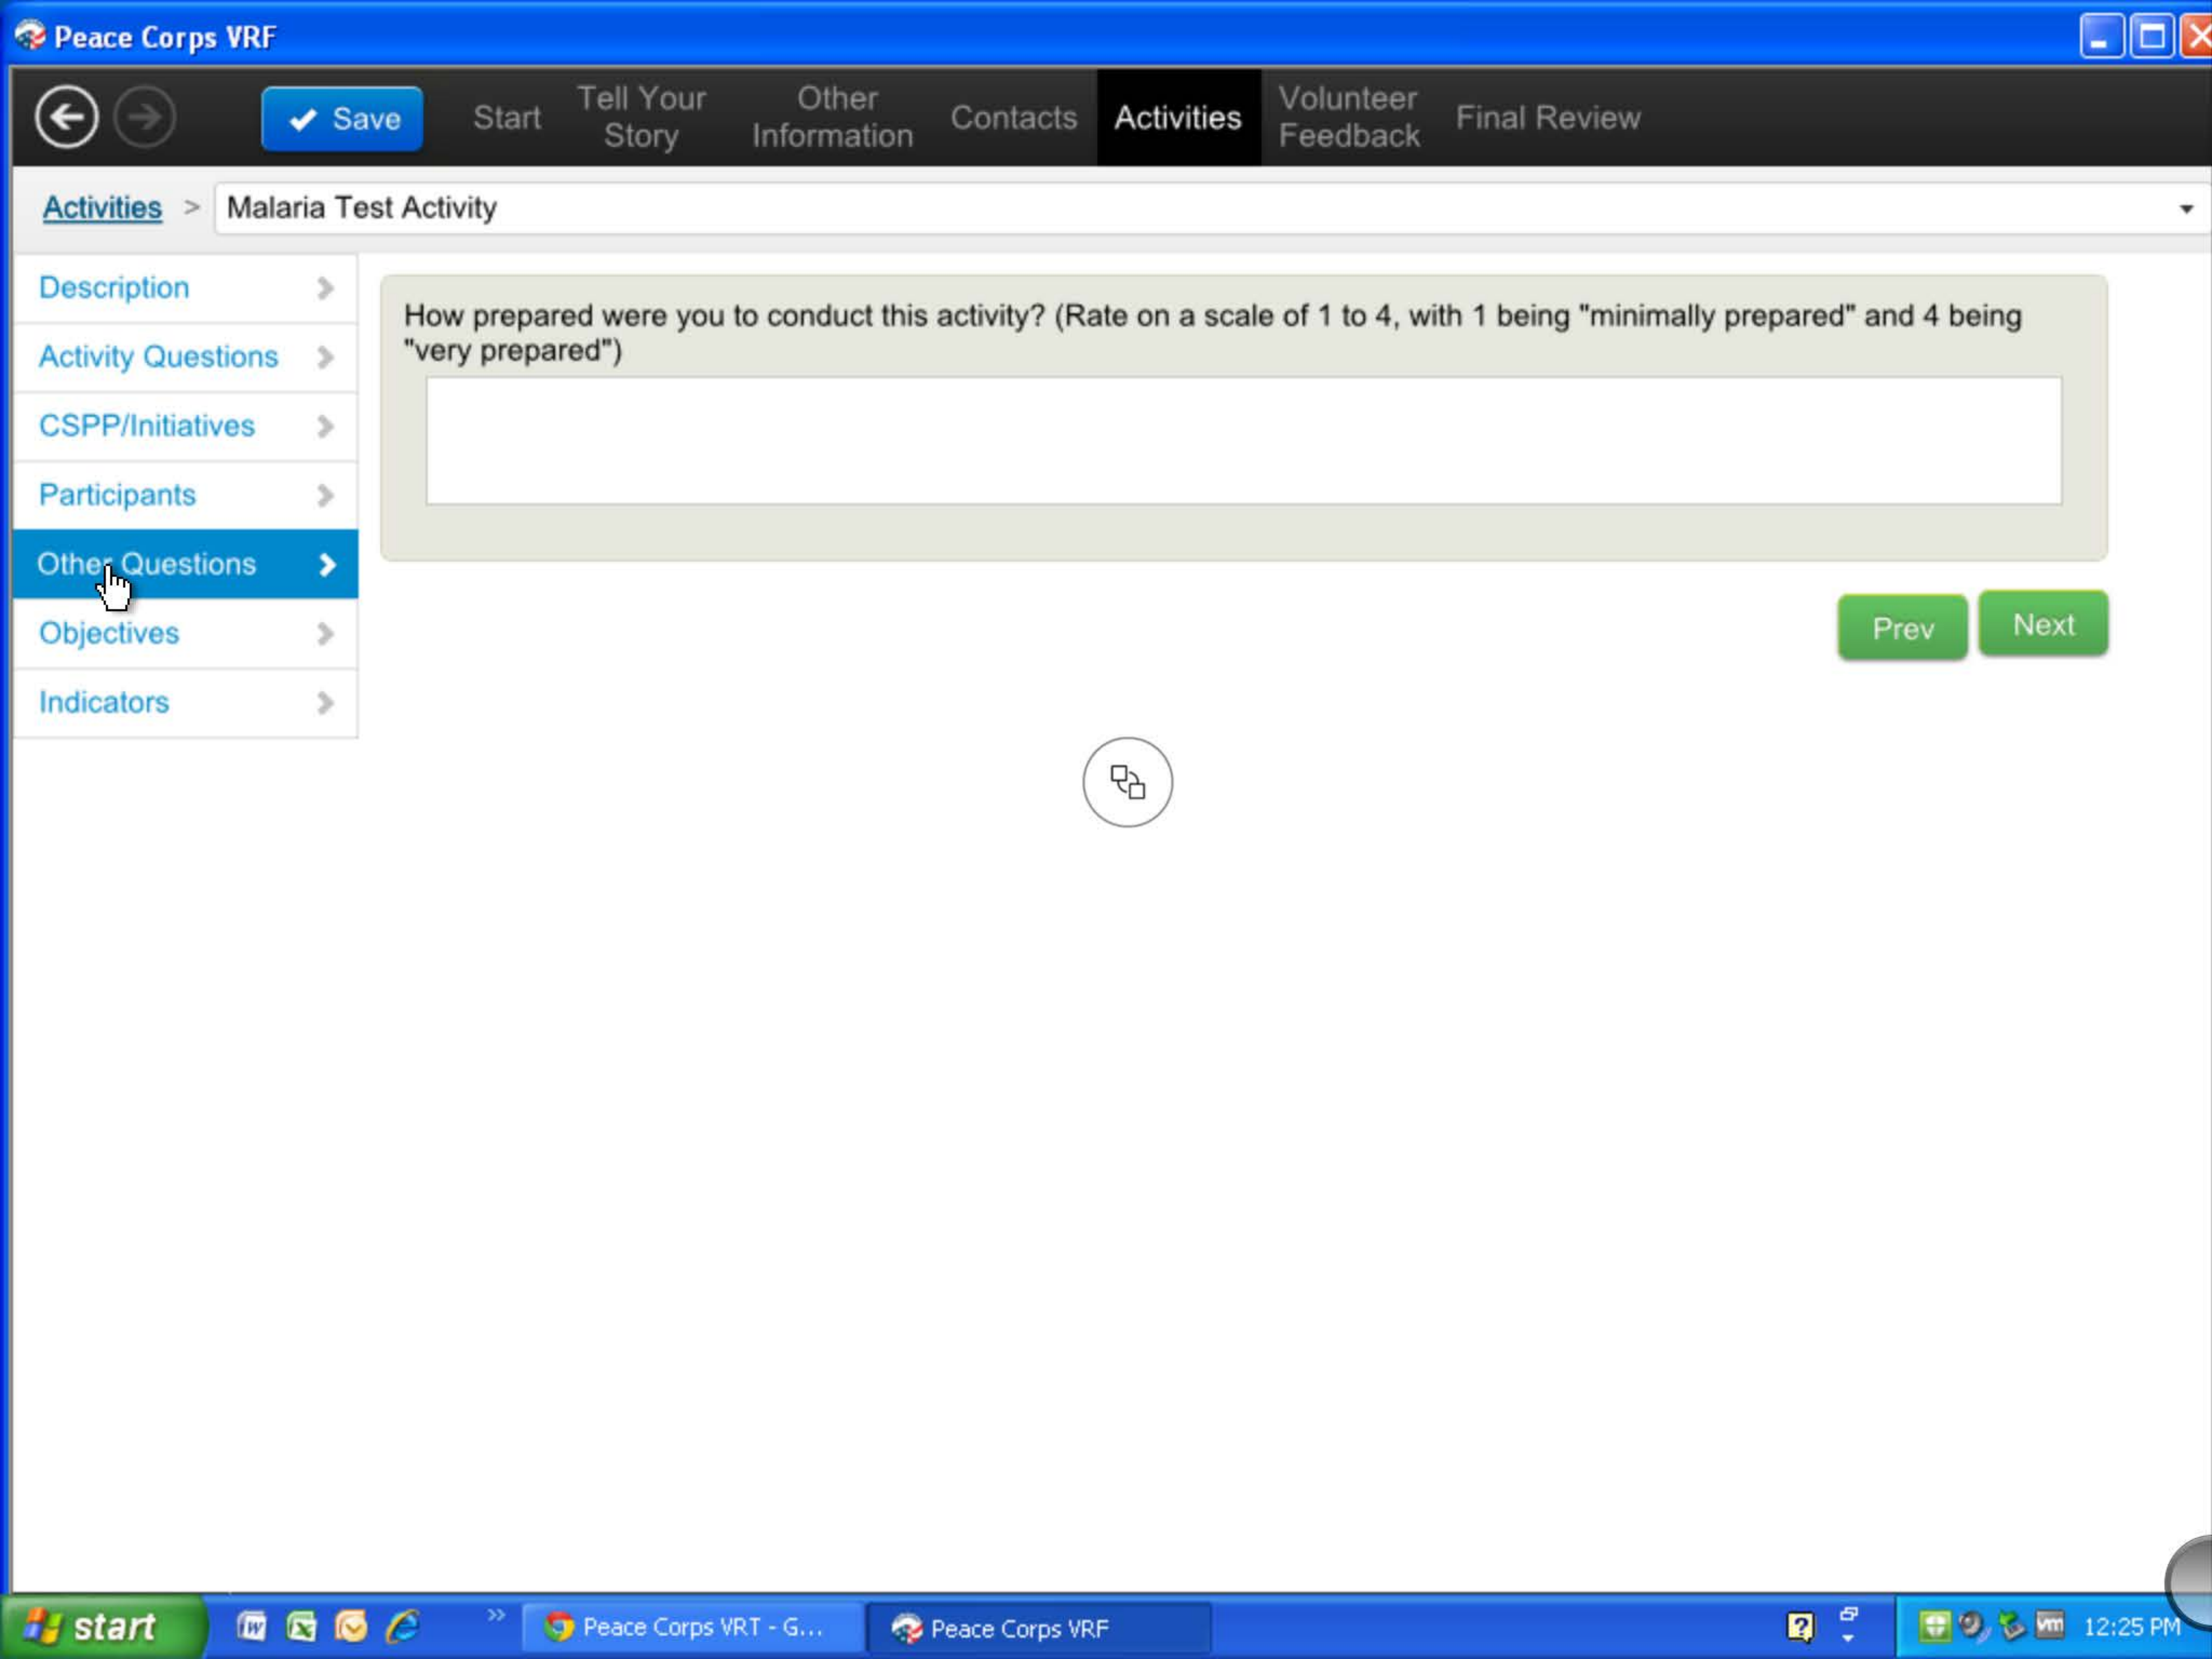 Peace Corps VRF
Save
Start
Tell Your
Story
Other
Information
Contacts
Activities
Volunteer
Feedback
Final Review
Activities > Malaria Test Activity
Description
Activity Questions
CSPP/Initiatives
Participants
Other Questions
Objectives
Indicators
How prepared were you to conduct this activity? (Rate on a scale of 1 to 4, with 1 being "minimally prepared" and 4 being
"very prepared")
Prev
Next
start
Peace Corps VRT - G...
Peace Corps VRF
vm
12:25 PM